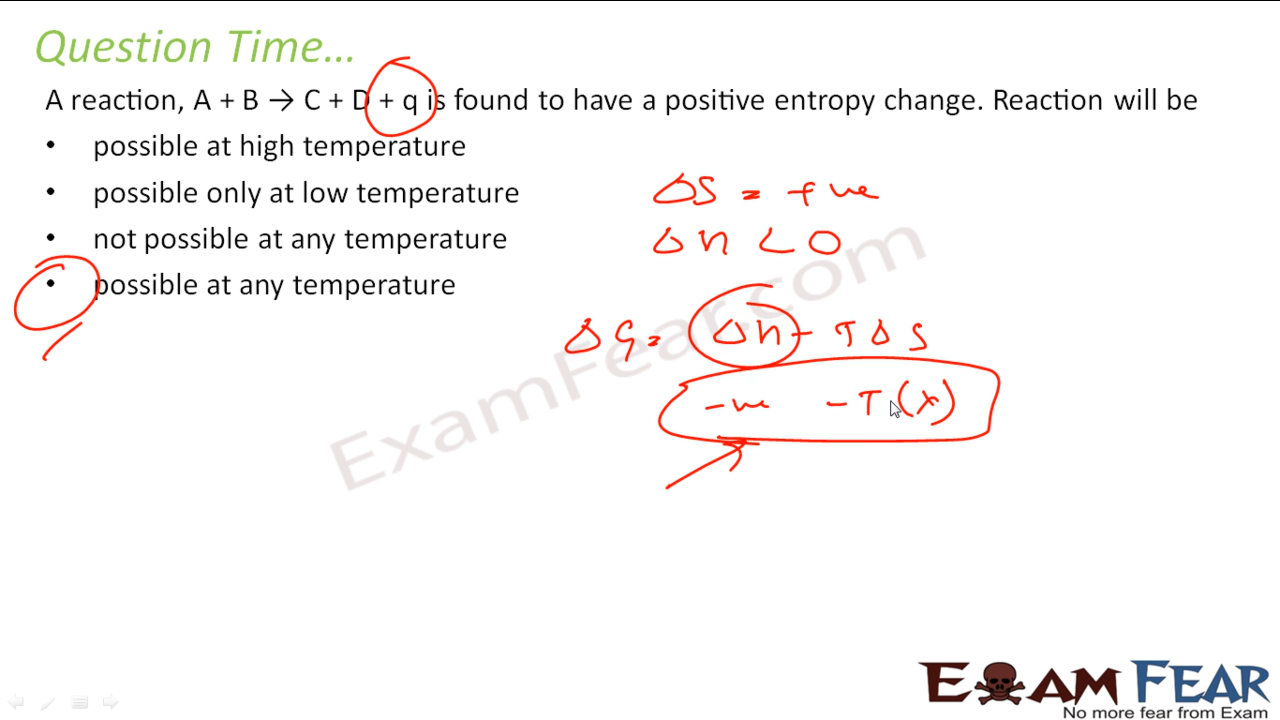 Question Time...
A reaction, A + B → C + D + q is found to have a positive entropy change. Reaction will be
• possible at high temperature
• possible only at low temperature
• not possible at any temperature
• possible at any temperature
ΔS = +ve
ΔH < 0
ΔG = ΔH - TΔS
-ve -T(x)
ExamFear.com
EXAM FEAR
No more fear from Exam